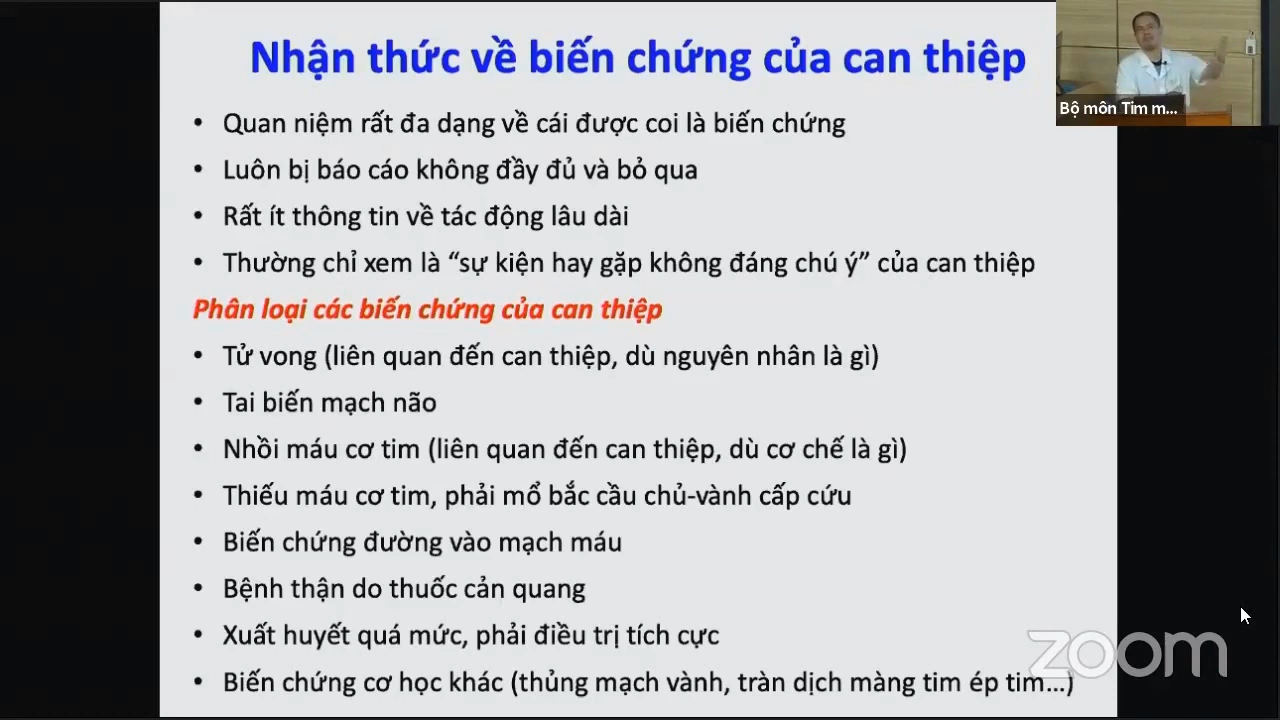 Nhận thức về biến chứng của can thiệp
Bộ môn Tim m...
• Quan niệm rất đa dạng về cái được coi là biến chứng
• Luôn bị báo cáo không đầy đủ và bỏ qua
• Rất ít thông tin về tác động lâu dài
• Thường chỉ xem là “sự kiện hay gặp không đáng chú ý” của can thiệp
Phân loại các biến chứng của can thiệp
• Tử vong (liên quan đến can thiệp, dù nguyên nhân là gì)
• Tai biến mạch não
• Nhồi máu cơ tim (liên quan đến can thiệp, dù cơ chế là gì)
• Thiếu máu cơ tim, phải mổ bắc cầu chủ-vành cấp cứu
• Biến chứng đường vào mạch máu
• Bệnh thận do thuốc cản quang
• Xuất huyết quá mức, phải điều trị tích cực
• Biến chứng cơ học khác (thủng mạch vành, tràn dịch màng tim ép tim...)
zoom